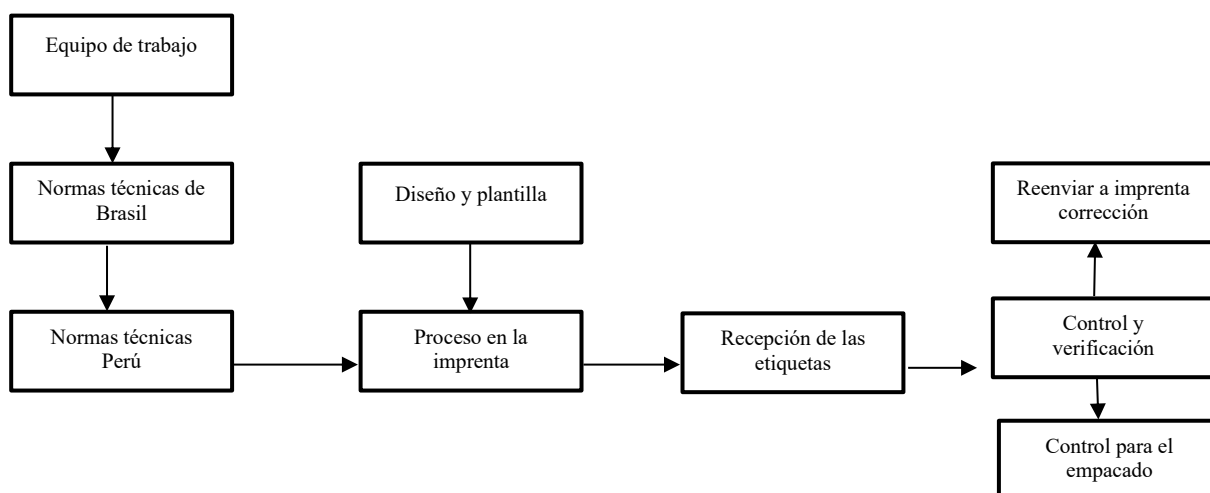 Equipo de trabajo
Normas técnicas de
Brasil
Diseño y plantilla
Reenviar a imprenta
corrección
Normas técnicas
Perú
Proceso en la
imprenta
Recepción de las
etiquetas
Control y
verificación
Control para el
empacado